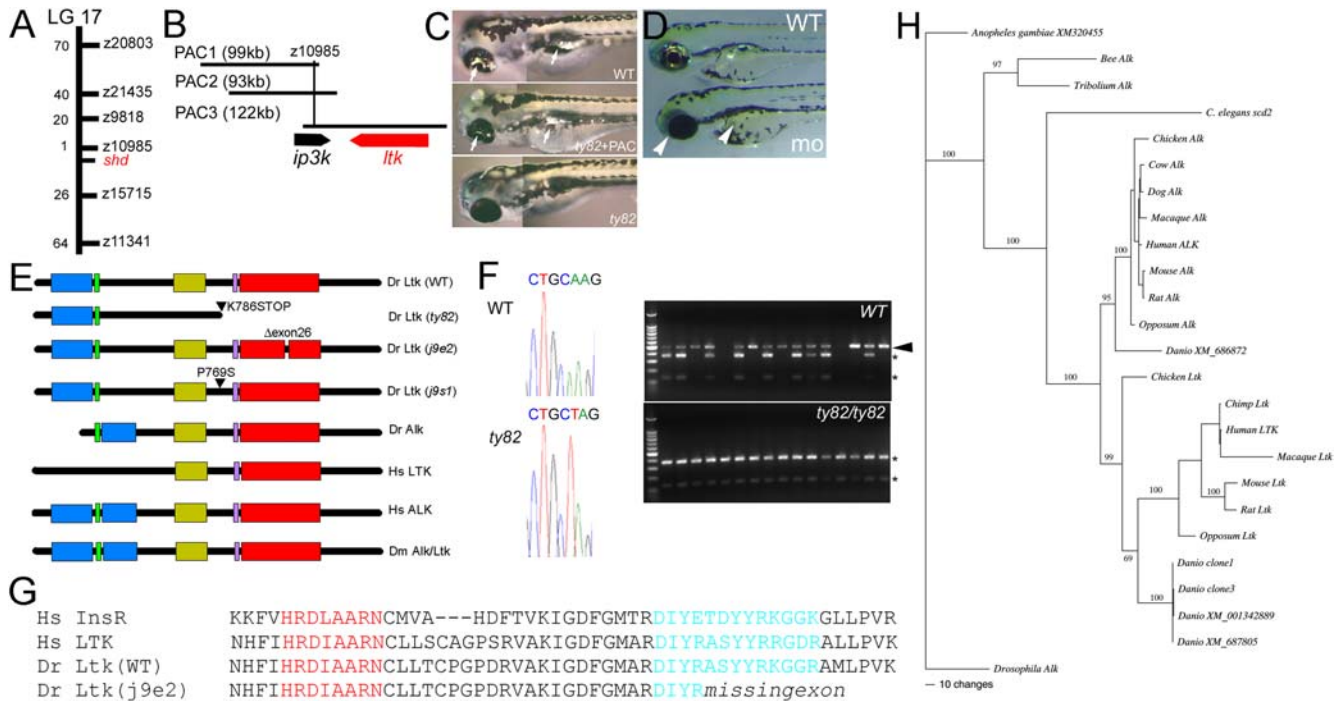 A
LG 17
70
z20803
40
z21435
20
z9818
1
z10985
shd
26
z15715
64
z11341
B
z10985
PAC1 (99kb)
PAC2 (93kb)
PAC3 (122kb)
ip3k
ltk
C
WT
ty82+PAC
ty82
D
WT
mo
E
Dr Ltk (WT)
K786STOP
Dr Ltk (ty82)
Δexon26
Dr Ltk (j9e2)
P769S
Dr Ltk (j9s1)
Dr Alk
Hs LTK
Hs ALK
Dm Alk/Ltk
F
CTGCAAG
WT
CTGCTAG
ty82
WT
*
*
ty82/ty82
*
*
G
Hs InsR KKFVHRDLAARNCMVA---HDFTVKIGDFGMTRDIYETDYYRKGGKGLLPVR
Hs LTK NHFIHRDIAARNCLLSCAGPSRVAKIGDFGMARDIYRASYYRRGDRALLPVK
Dr Ltk(WT) NHFIHRDIAARNCLLTCPGPDRVAKIGDFGMARDIYRASYYRKGGRAMLPVK
Dr Ltk(j9e2) NHFIHRDIAARNCLLTCPGPDRVAKIGDFGMARDIYRmissingexon
H
Anopheles gambiae XM320455
97
Bee Alk
Tribolium Alk
C. elegans scd2
100
Chicken Alk
Cow Alk
Dog Alk
Macaque Alk
100
100
Human ALK
Mouse Alk
Rat Alk
95
Opposum Alk
Danio XM_686872
100
Chicken Ltk
Chimp Ltk
Human LTK
99
Macaque Ltk
Mouse Ltk
100
100
Rat Ltk
Opposum Ltk
69
Danio clone1
Danio clone3
100
Danio XM_001342889
Danio XM_687805
Drosophila Alk
10 changes